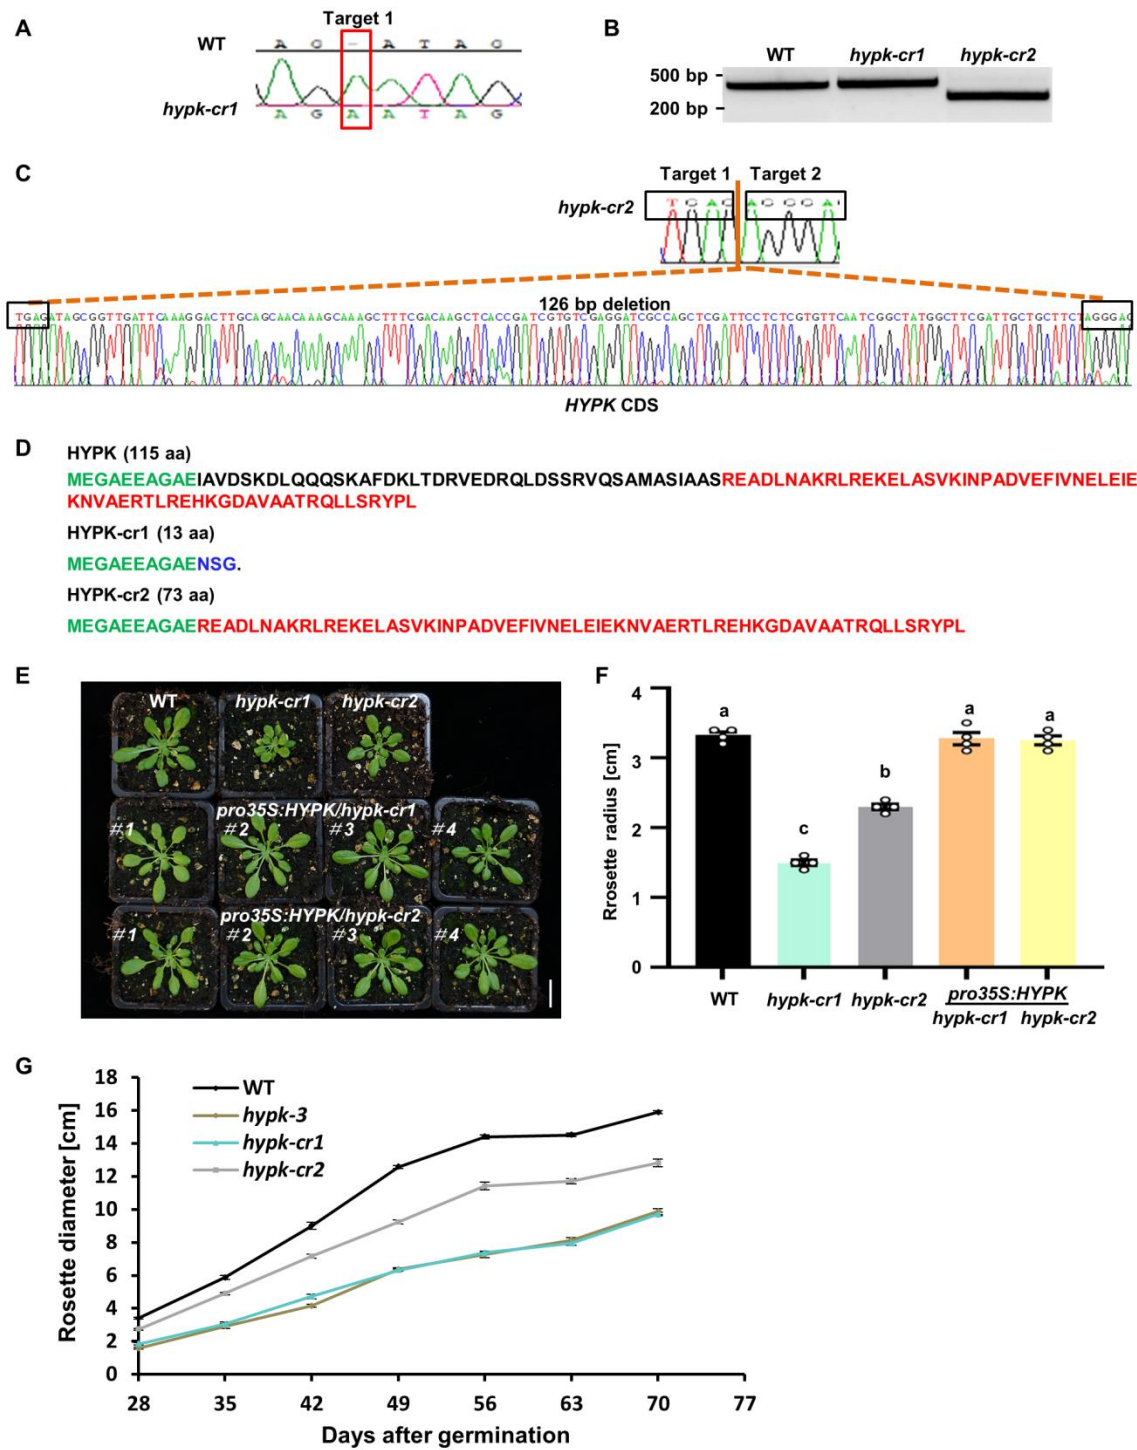 A
Target 1
WT
A G - A T A G
hypk-cr1
A G A A T A G
B
WT hypk-cr1 hypk-cr2
500 bp
200 bp
C
Target 1 Target 2
hypk-cr2
T G A G A G G G A
126 bp deletion
TGAGATAGCGGTTGATTCAAAGGACTTGCAGCAACAAAGCAAAGCTTTCGACAAGCTCACCGATCGTGTCGAGGATCGCCAGCTCGATTCCTCTCGTGTTCAATCGGCTATGGCTTCGATTGCTGCTTCTAGGGAG
HYPK CDS
D
HYPK (115 aa)
MEGAEEAGAEIAVDSKDLQQQSKAFDKLTDRVEDRQLDSSRVQSAMASIAASREADLNAKRLREKELASVKINPADVEFIVNELEIE
KNVAERTLREHKGDAVAATRQLLSRYPL
HYPK-cr1 (13 aa)
MEGAEEAGAENSG.
HYPK-cr2 (73 aa)
MEGAEEAGAEREADLNAKRLREKELASVKINPADVEFIVNELEIEKNVAERTLREHKGDAVAATRQLLSRYPL
E
WT hypk-cr1 hypk-cr2
pro35S:HYPK/hypk-cr1
#1 #2 #3 #4
pro35S:HYPK/hypk-cr2
#1 #2 #3 #4
F
Rrosette radius [cm]
4
3
2
1
0
a
c
b
a
a
WT hypk-cr1 hypk-cr2 pro35S:HYPK
hypk-cr1 hypk-cr2
G
Rosette diameter [cm]
18
16
14
12
10
8
6
4
2
0
WT
hypk-3
hypk-cr1
hypk-cr2
28 35 42 49 56 63 70 77
Days after germination